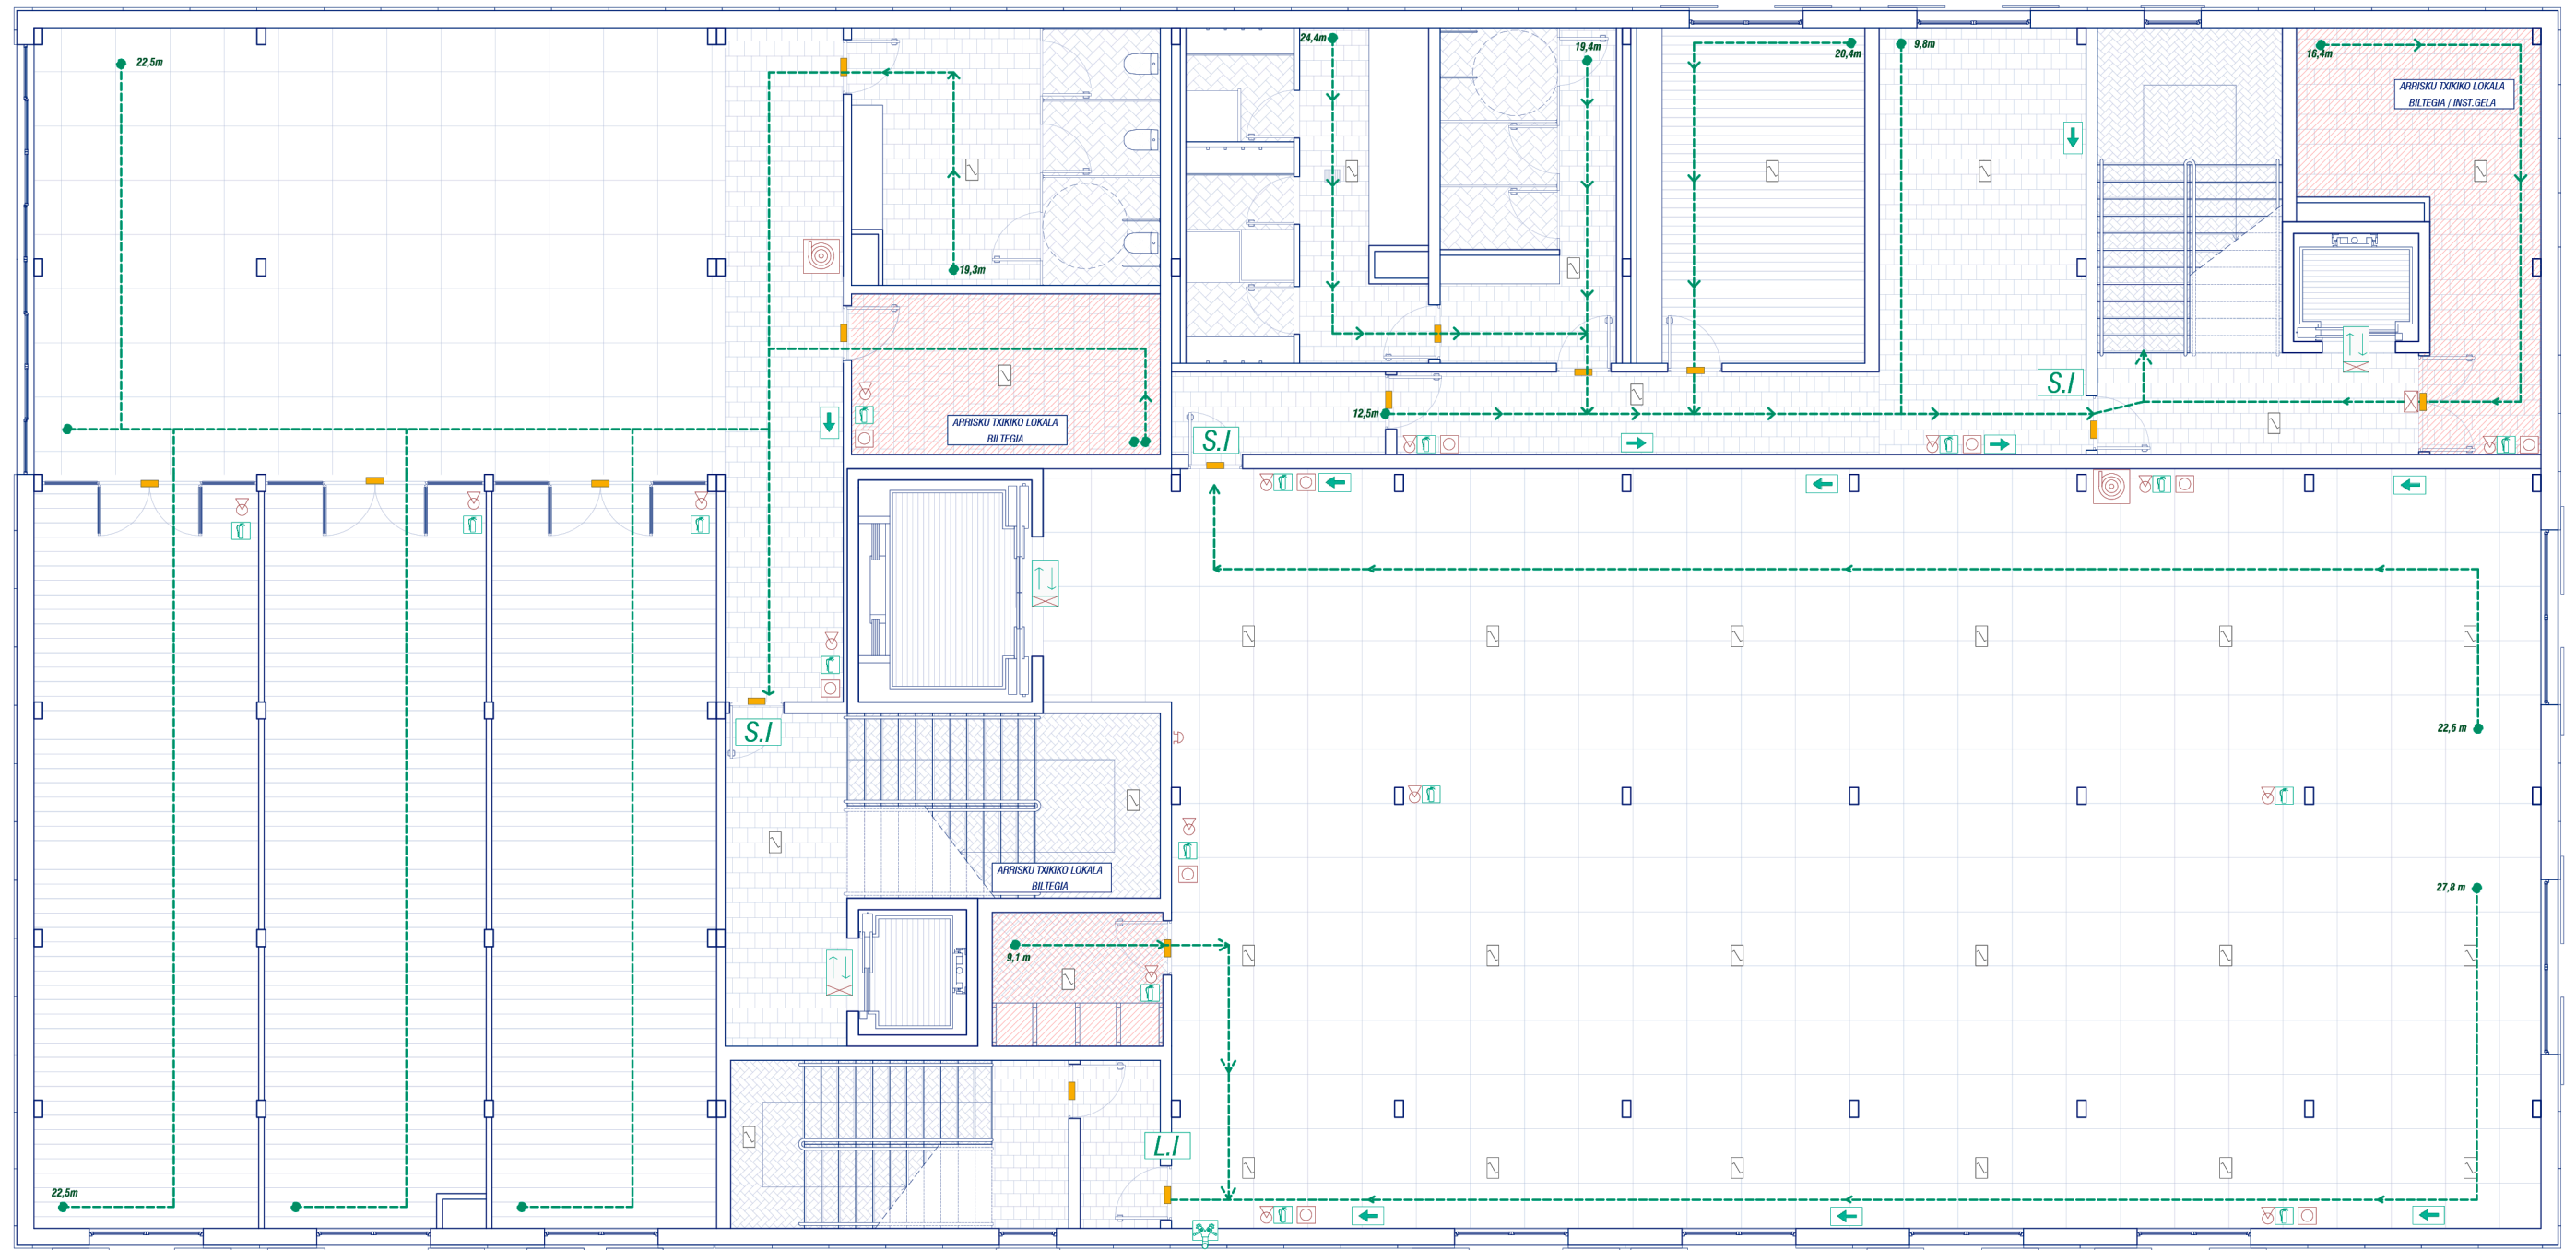 22,5m
24,4m
19,4m
20,4m
9,8m
16,4m
ARRISKU TXIKIKO LOKALA
BILTEGIA / INST.GELA
19,3m
S.I
12,5m
ARRISKU TXIKIKO LOKALA
BILTEGIA
S.I
S.I
22,6 m
ARRISKU TXIKIKO LOKALA
BILTEGIA
27,8 m
9,1 m
L.I
22,5m